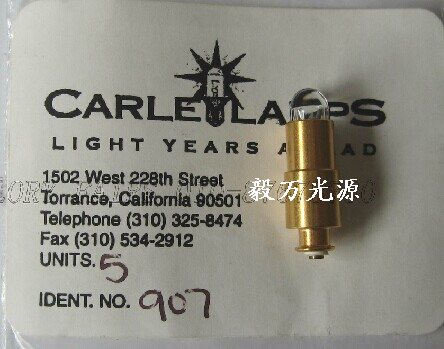 CARLEY LAMPS
LIGHT YEARS AHEAD
1502 West 228th Street
Torrance, California 90501
Telephone (310) 325-8474
Fax (310) 534-2912
毅万光源
UNITS. 5
IDENT. NO. 907